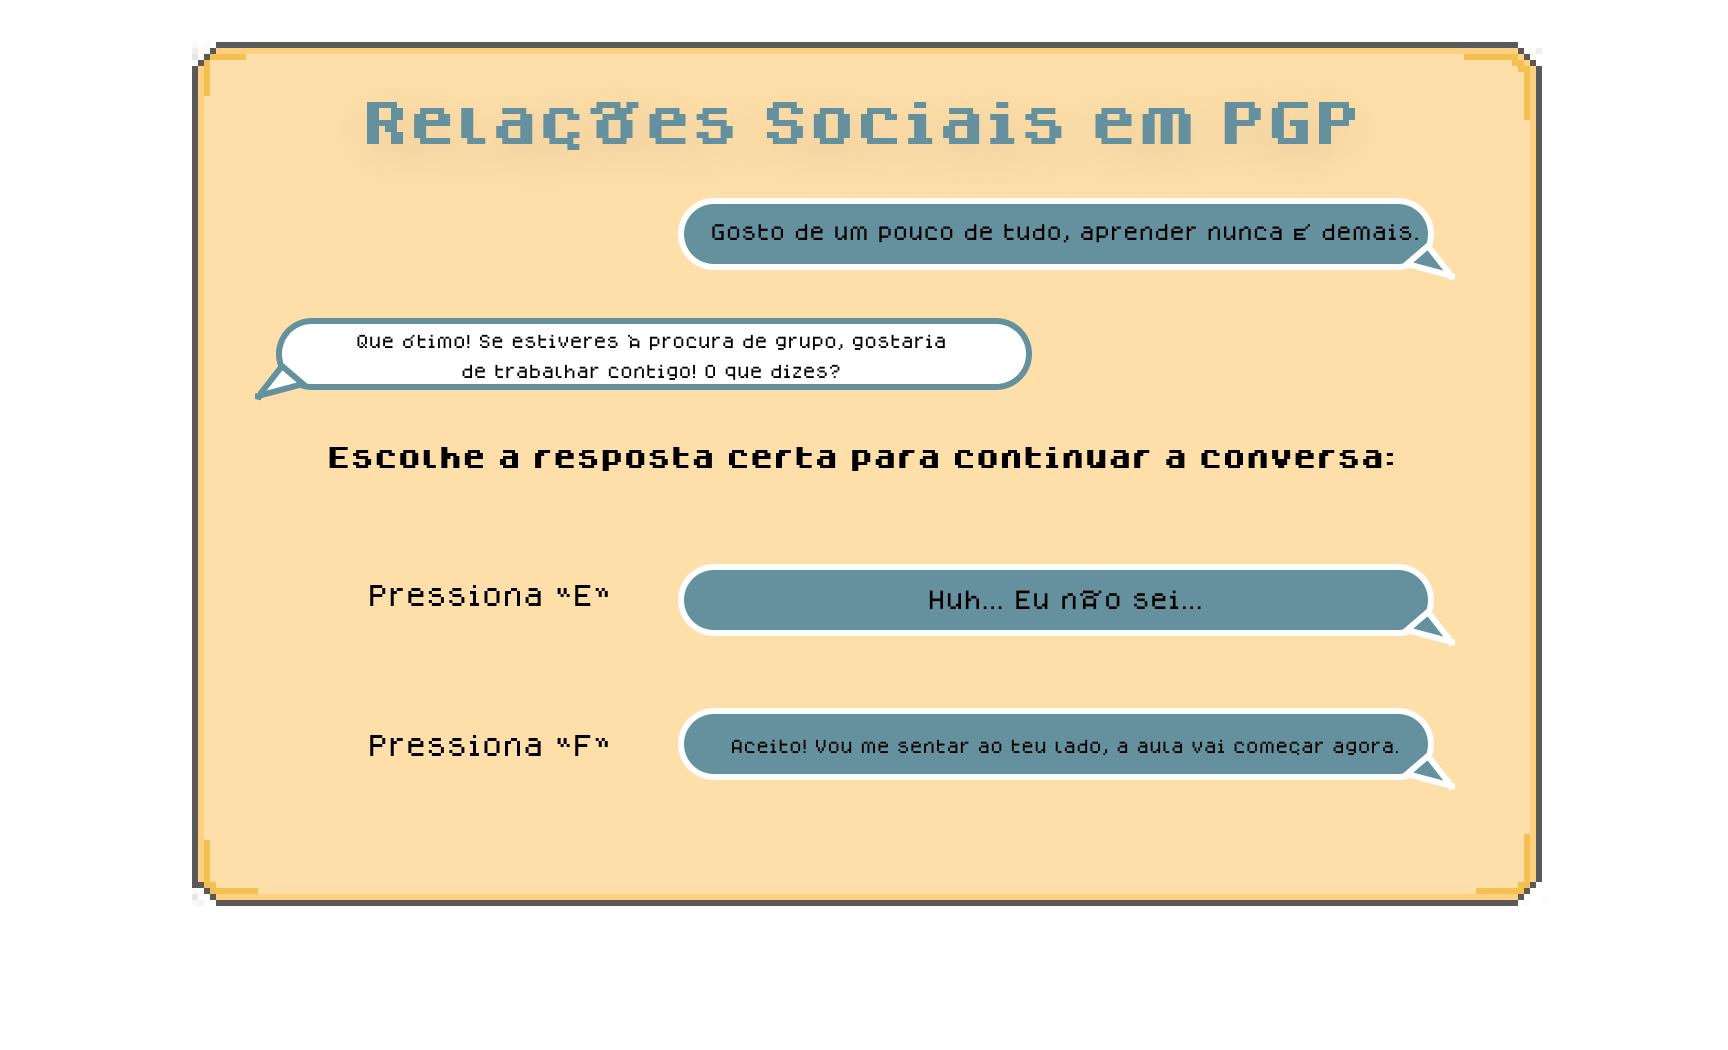 Relações Sociais em PGP
Gosto de um pouco de tudo, aprender nunca É demais.
Que ótimo! Se estiveres À procura de grupo, gostaria
de trabalhar contigo! O que dizes?
Escolhe a resposta certa para continuar a conversa:
Pressiona "E"
Huh... Eu nÃo sei...
Pressiona "F"
Aceito! Vou me sentar ao teu lado, a aula vai começar agora.